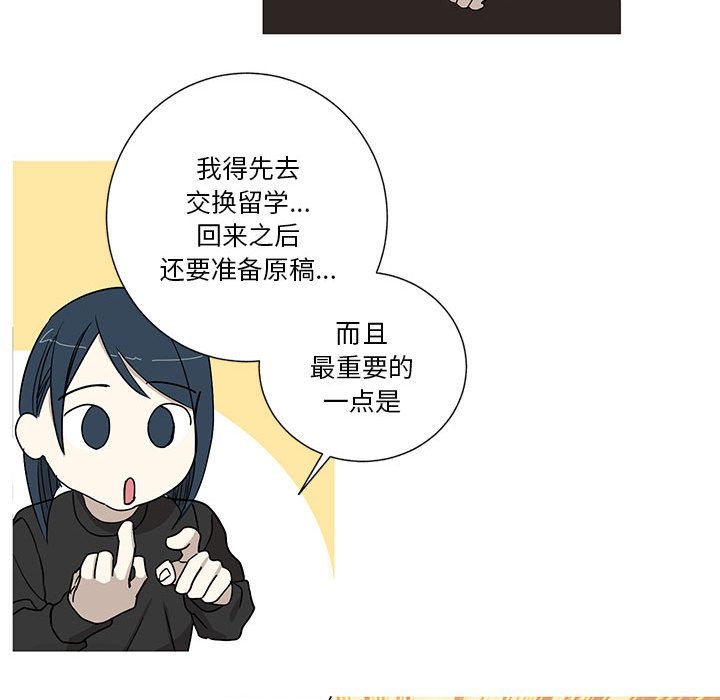 我得先去
交换留学...
回来之后
还要准备原稿...
而且
最重要的
一点是